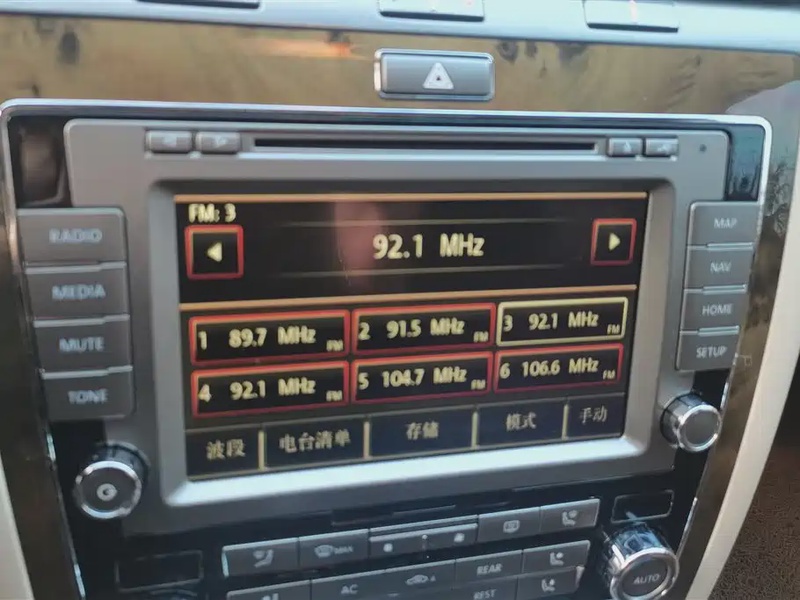 FM: 3
92.1 MHz
RADIO
MEDIA
MUTE
TONE
MAP
NAV
HOME
SETUP
1 89.7 MHz FM
2 91.5 MHz FM
3 92.1 MHz FM
4 92.1 MHz FM
5 104.7 MHz FM
6 106.6 MHz FM
波段 电台清单 存储 模式 手动
MAX
AC
REAR
REST
AUTO